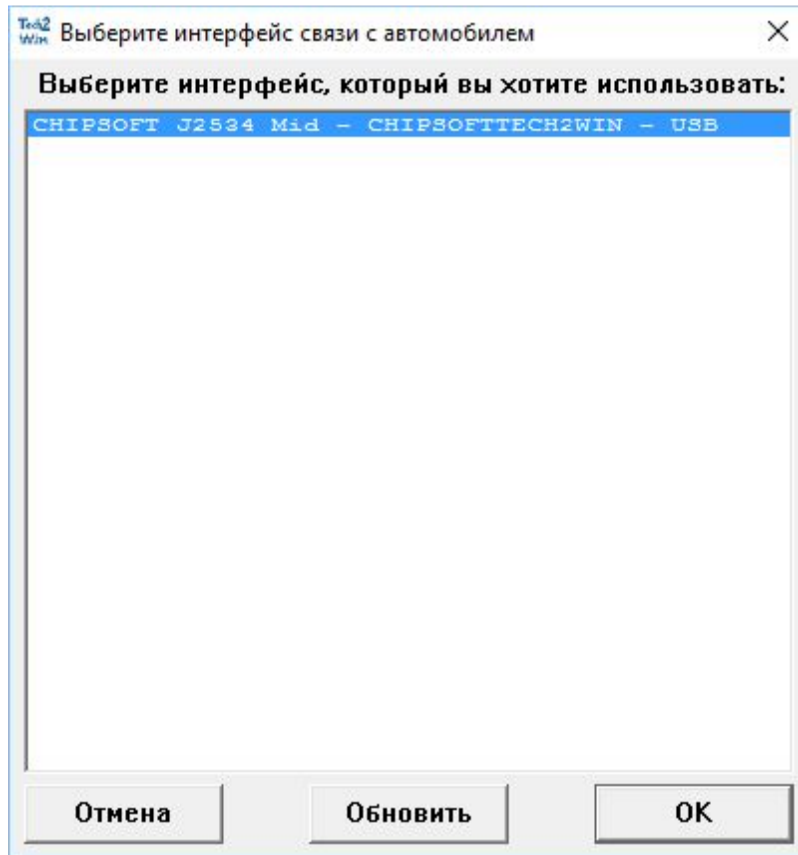 Tech2
Win
Выберите интерфейс связи с автомобилем
Выберите интерфейс, который вы хотите использовать:
CHIPSOFT J2534 Mid - CHIPSOFTTECH2WIN - USB
Отмена
Обновить
OK